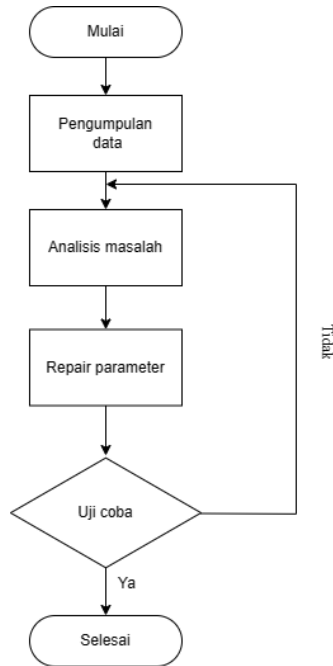 Mulai
Pengumpulan
data
Analisis masalah
Repair parameter
Tidak
Uji coba
Ya
Selesai